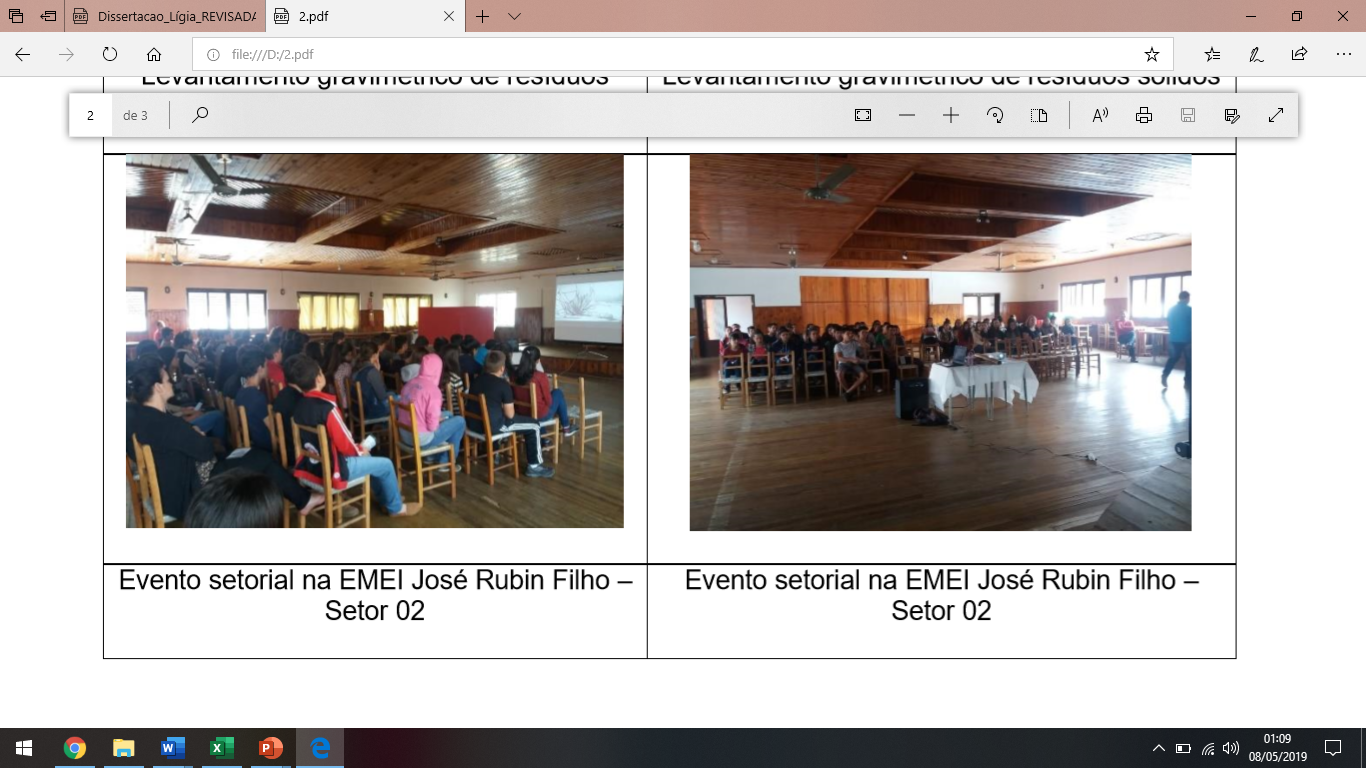 Dissertacao_Lígia_REVISADA
2.pdf
file:///D:/2.pdf
Levantamento gravimétrico de resíduos
Levantamento gravimétrico de resíduos sólidos
2 de 3
Evento setorial na EMEI José Rubin Filho –
Setor 02
Evento setorial na EMEI José Rubin Filho –
Setor 02
01:09
08/05/2019